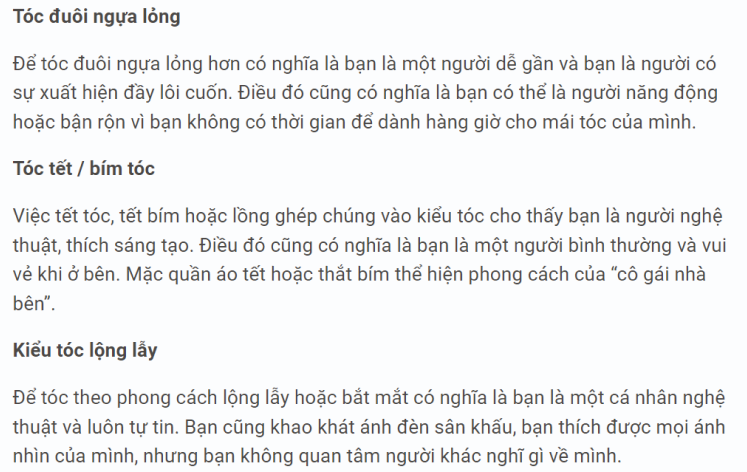 Tóc đuôi ngựa lỏng
Để tóc đuôi ngựa lỏng hơn có nghĩa là bạn là một người dễ gần và bạn là người có
sự xuất hiện đầy lôi cuốn. Điều đó cũng có nghĩa là bạn có thể là người năng động
hoặc bận rộn vì bạn không có thời gian để dành hàng giờ cho mái tóc của mình.
Tóc tết / bím tóc
Việc tết tóc, tết bím hoặc lồng ghép chúng vào kiểu tóc cho thấy bạn là người nghệ
thuật, thích sáng tạo. Điều đó cũng có nghĩa là bạn là một người bình thường và vui
vẻ khi ở bên. Mặc quần áo tết hoặc thắt bím thể hiện phong cách của “cô gái nhà
bên”.
Kiểu tóc lộng lẫy
Để tóc theo phong cách lộng lẫy hoặc bắt mắt có nghĩa là bạn là một cá nhân nghệ
thuật và luôn tự tin. Bạn cũng khao khát ánh đèn sân khấu, bạn thích được mọi ánh
nhìn của mình, nhưng bạn không quan tâm người khác nghĩ gì về mình.